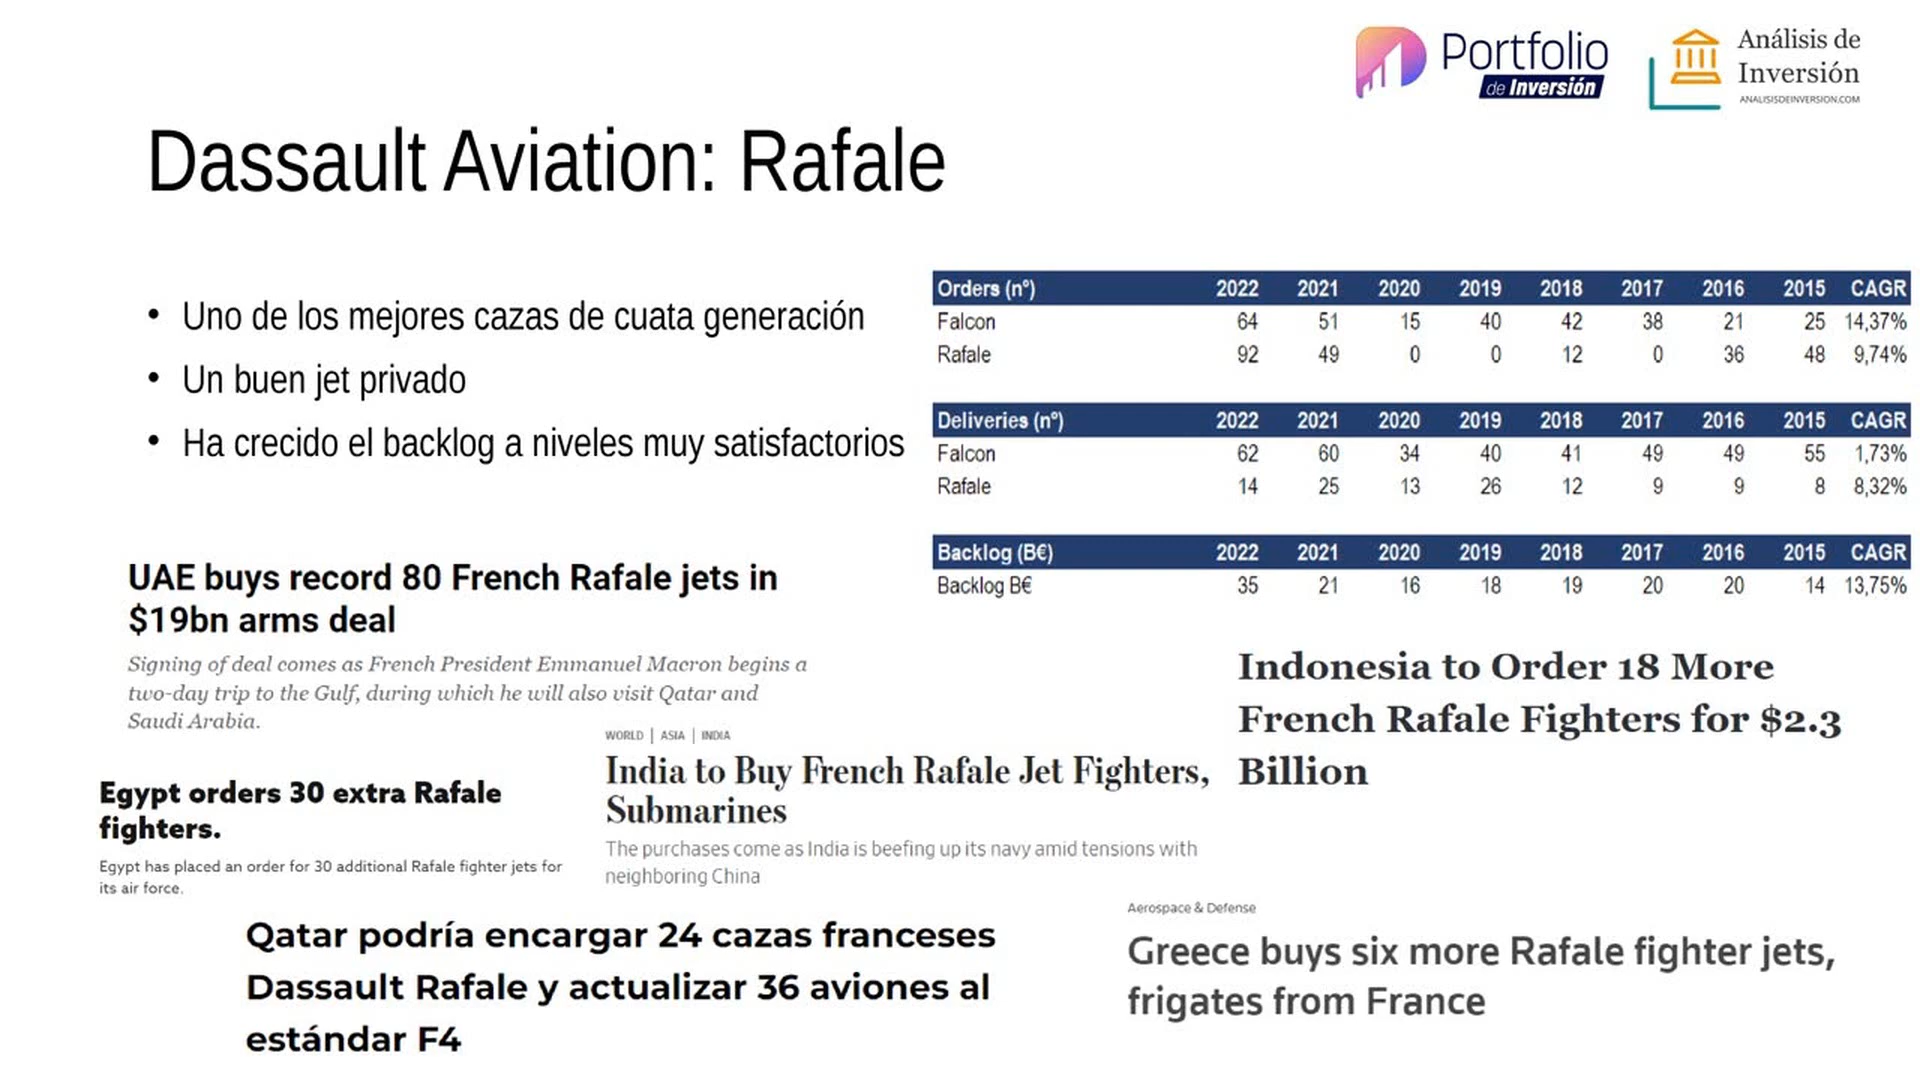 Portfolio
de Inversión
Análisis de
Inversión
ANALISISDEINVERSION.COM
Dassault Aviation: Rafale
• Uno de los mejores cazas de cuata generación
• Un buen jet privado
• Ha crecido el backlog a niveles muy satisfactorios
Orders (nº) 2022 2021 2020 2019 2018 2017 2016 2015 CAGR
Falcon 64 51 15 40 42 38 21 25 14,37%
Rafale 92 49 0 0 12 0 36 48 9,74%
Deliveries (nº) 2022 2021 2020 2019 2018 2017 2016 2015 CAGR
Falcon 62 60 34 40 41 49 49 55 1,73%
Rafale 14 25 13 26 12 9 9 8 8,32%
Backlog (B€) 2022 2021 2020 2019 2018 2017 2016 2015 CAGR
Backlog B€ 35 21 16 18 19 20 20 14 13,75%
UAE buys record 80 French Rafale jets in
$19bn arms deal
Signing of deal comes as French President Emmanuel Macron begins a
two-day trip to the Gulf, during which he will also visit Qatar and
Saudi Arabia.
Indonesia to Order 18 More
French Rafale Fighters for $2.3
Billion
WORLD | ASIA | INDIA
India to Buy French Rafale Jet Fighters,
Submarines
The purchases come as India is beefing up its navy amid tensions with
neighboring China
Egypt orders 30 extra Rafale
fighters.
Egypt has placed an order for 30 additional Rafale fighter jets for
its air force.
Qatar podría encargar 24 cazas franceses
Dassault Rafale y actualizar 36 aviones al
estándar F4
Aerospace & Defense
Greece buys six more Rafale fighter jets,
frigates from France